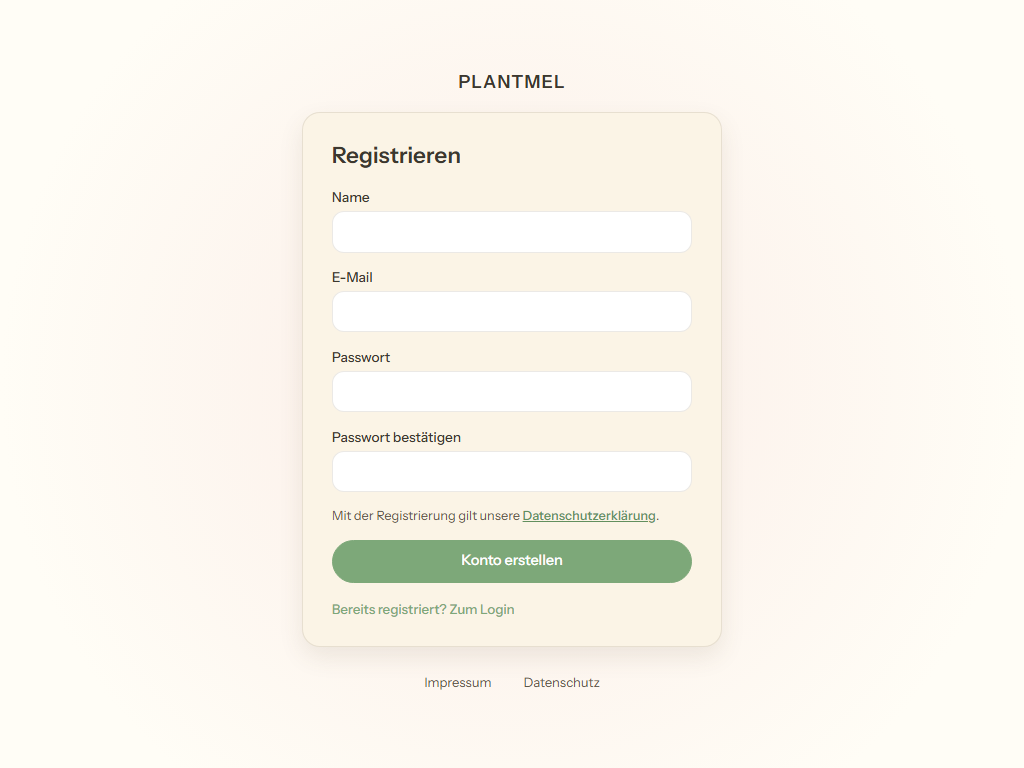 PLANTMEL
Registrieren
Name
E-Mail
Passwort
Passwort bestätigen
Mit der Registrierung gilt unsere Datenschutzerklärung.
Konto erstellen
Bereits registriert? Zum Login
Impressum Datenschutz